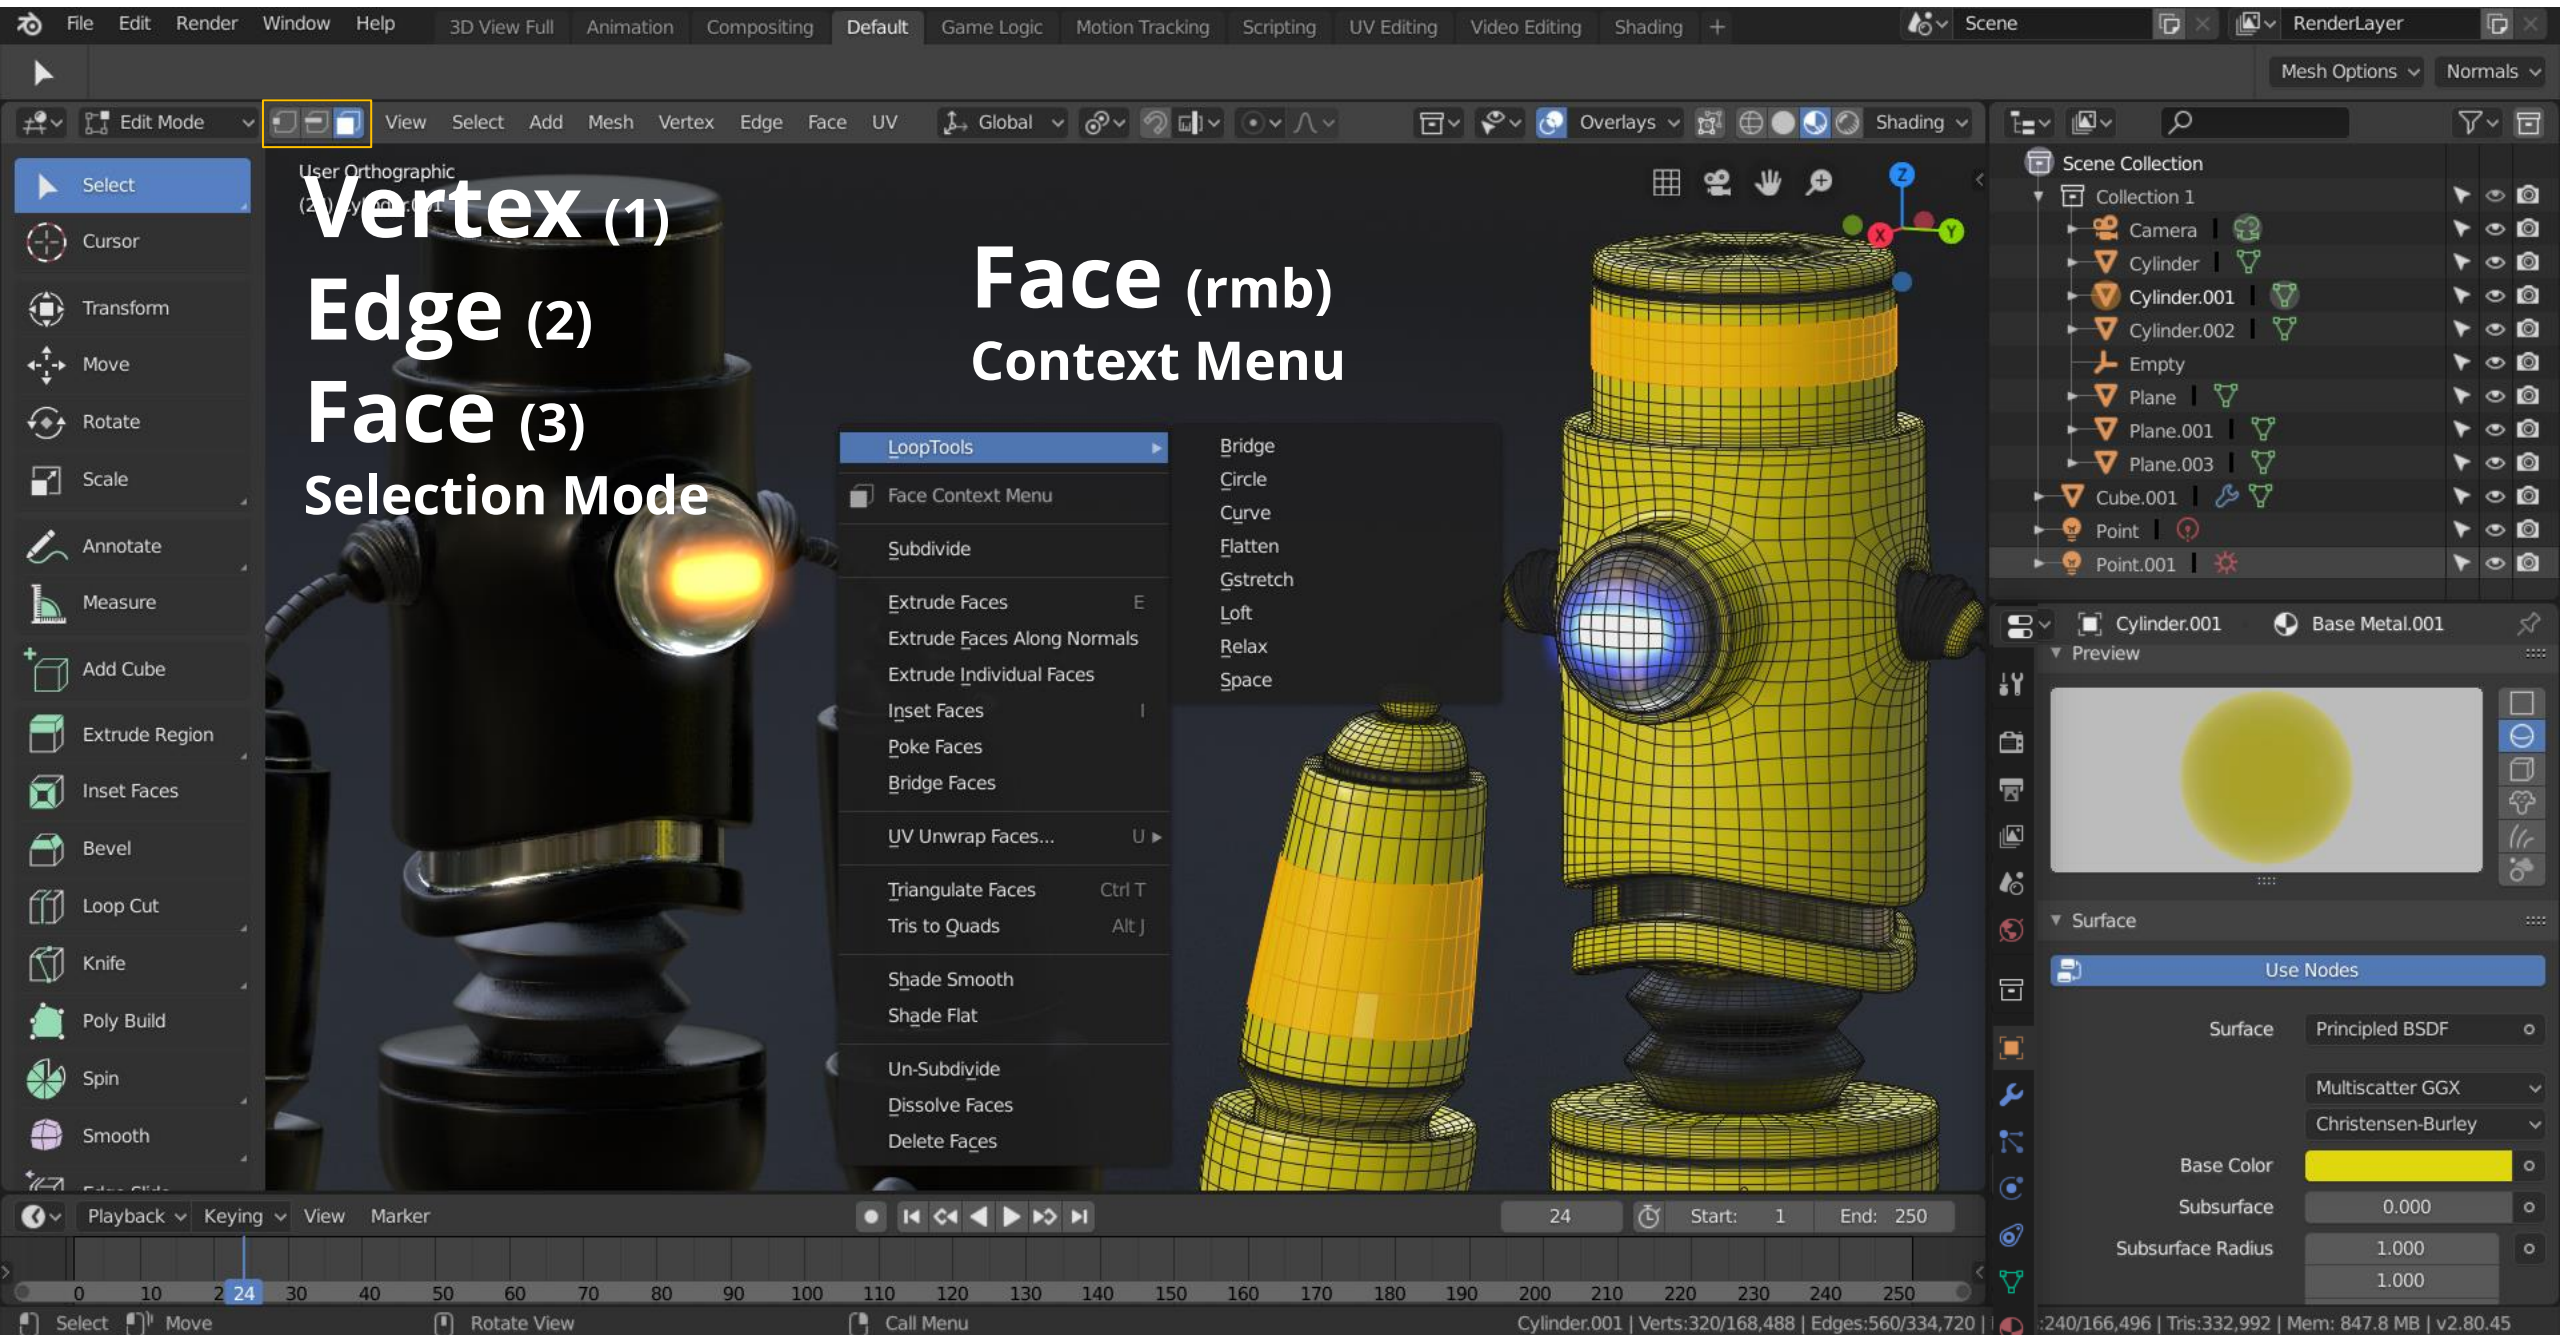 File Edit Render Window Help 3D View Full Animation Compositing Default Game Logic Motion Tracking Scripting UV Editing Video Editing Shading + Scene RenderLayer
Mesh Options Normals
Edit Mode View Select Add Mesh Vertex Edge Face UV Global Overlays Shading
Select
Cursor
Transform
Move
Rotate
Scale
Annotate
Measure
Add Cube
Extrude Region
Inset Faces
Bevel
Loop Cut
Knife
Poly Build
Spin
Smooth
User Orthographic
Vertex (1)
Edge (2)
Face (3)
Selection Mode
Face (rmb)
Context Menu
LoopTools
Face Context Menu
Subdivide
Extrude Faces E
Extrude Faces Along Normals
Extrude Individual Faces
Inset Faces I
Poke Faces
Bridge Faces
UV Unwrap Faces... U
Triangulate Faces Ctrl T
Tris to Quads Alt J
Shade Smooth
Shade Flat
Un-Subdivide
Dissolve Faces
Delete Faces
Bridge
Circle
Curve
Flatten
Gstretch
Loft
Relax
Space
Z
X
Y
Scene Collection
Collection 1
Camera
Cylinder
Cylinder.001
Cylinder.002
Empty
Plane
Plane.001
Plane.003
Cube.001
Point
Point.001
Cylinder.001 Base Metal.001
Preview
Surface
Use Nodes
Surface Principled BSDF
Multiscatter GGX
Christensen-Burley
Base Color
Subsurface 0.000
Subsurface Radius 1.000
1.000
Playback Keying View Marker 24 Start: 1 End: 250
0 10 24 30 40 50 60 70 80 90 100 110 120 130 140 150 160 170 180 190 200 210 220 230 240 250
Select Move Rotate View Call Menu Cylinder.001 | Verts:320/168,488 | Edges:560/334,720 | :240/166,496 | Tris:332,992 | Mem: 847.8 MB | v2.80.45